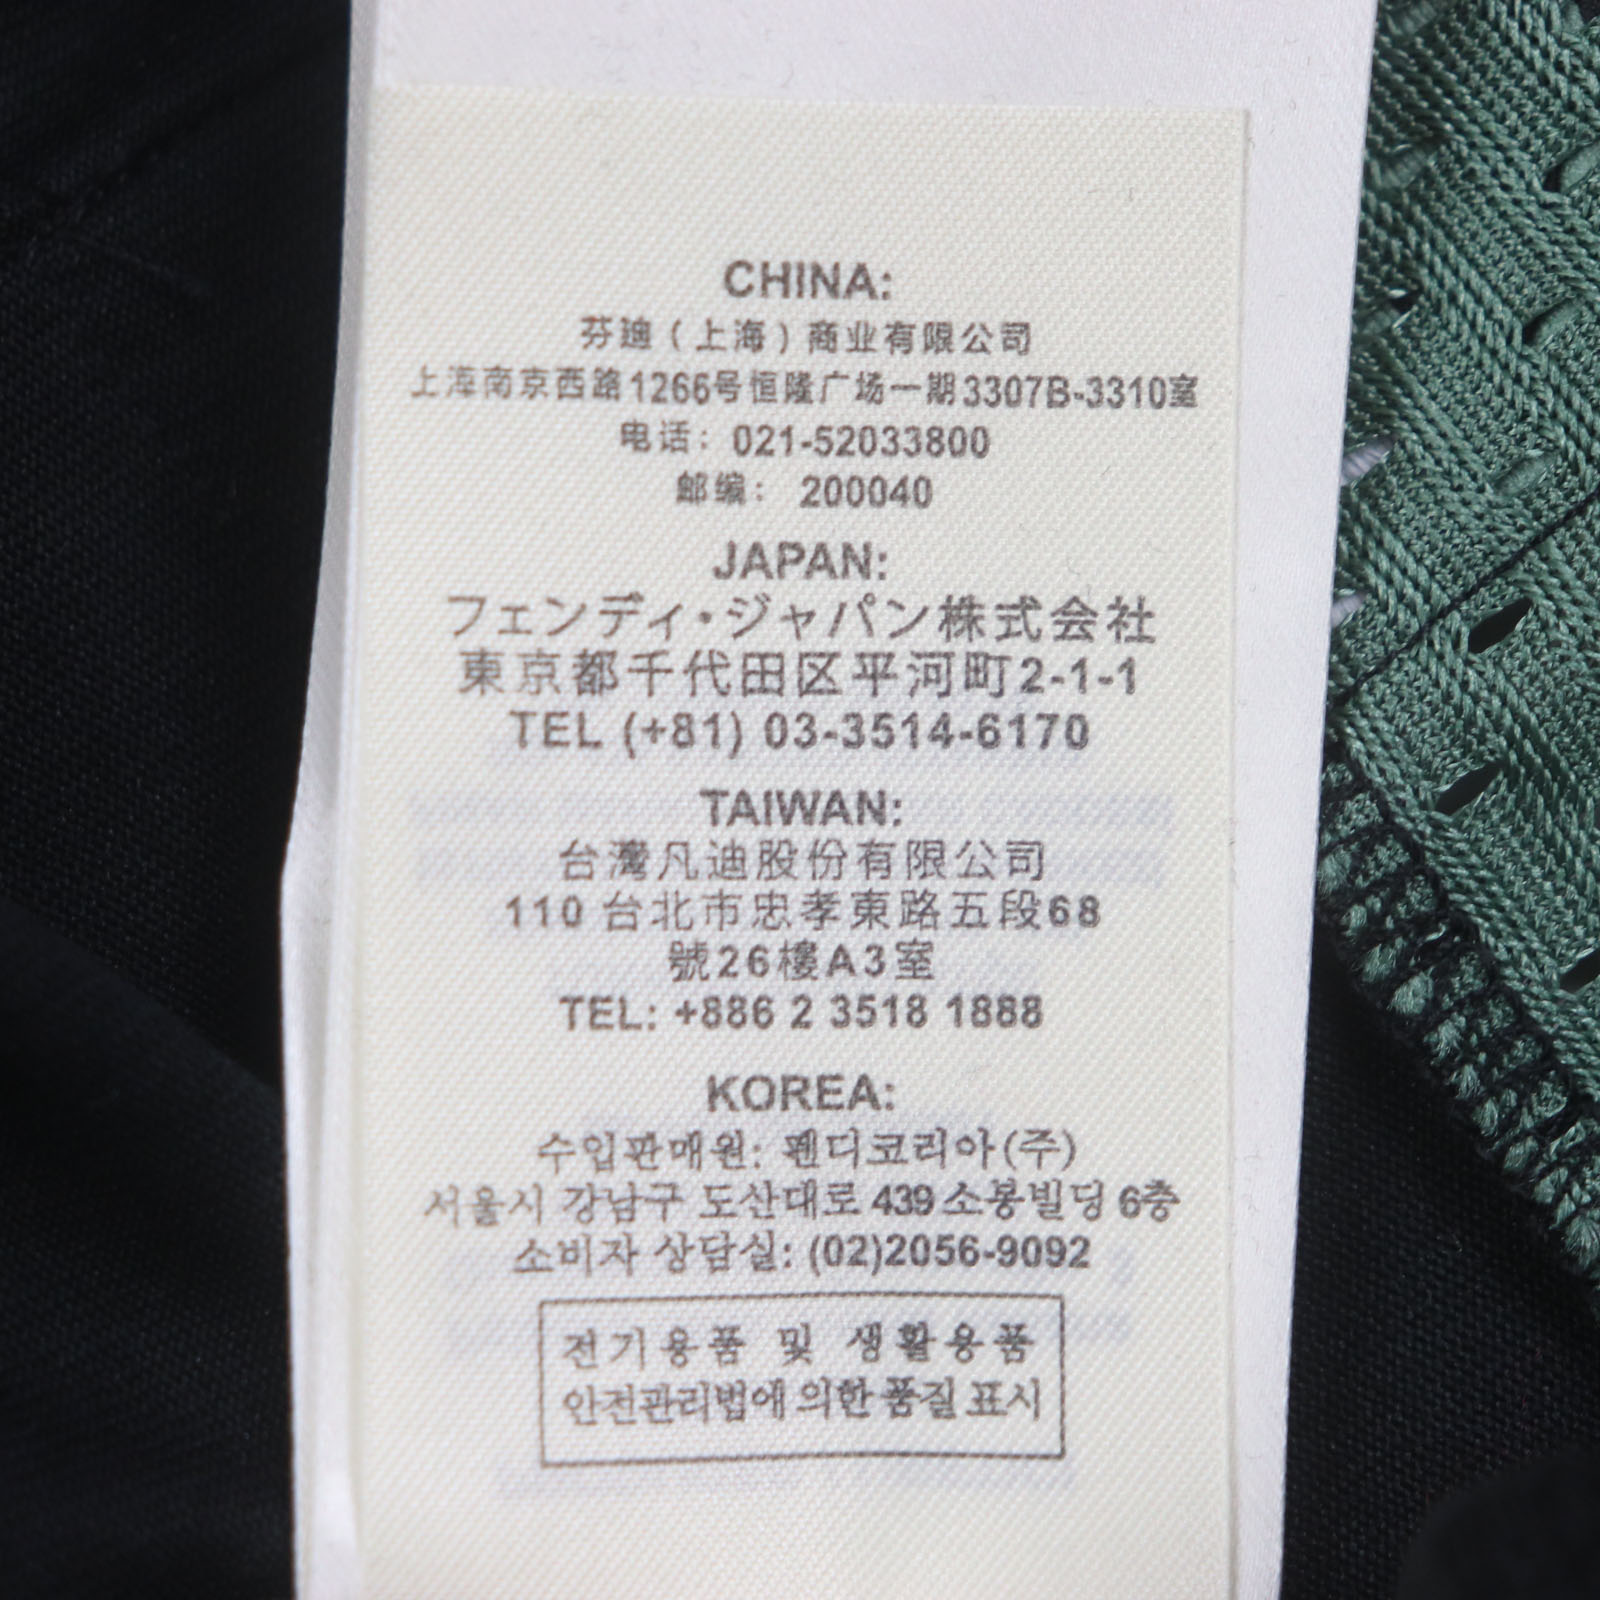 CHINA:
芬迪（上海）商业有限公司
上海南京西路1266号恒隆广场一期3307B-3310室
电话：021-52033800
邮编：200040
JAPAN:
フェンディ・ジャパン株式会社
東京都千代田区平河町2-1-1
TEL (+81) 03-3514-6170
TAIWAN:
台灣凡迪股份有限公司
110 台北市忠孝東路五段68
號26樓A3室
TEL: +886 2 3518 1888
KOREA:
수입판매원: 펜디코리아(주)
서울시 강남구 도산대로 439 소봉빌딩 6층
소비자 상담실: (02)2056-9092
전기용품 및 생활용품
안전관리법에 의한 품질표시